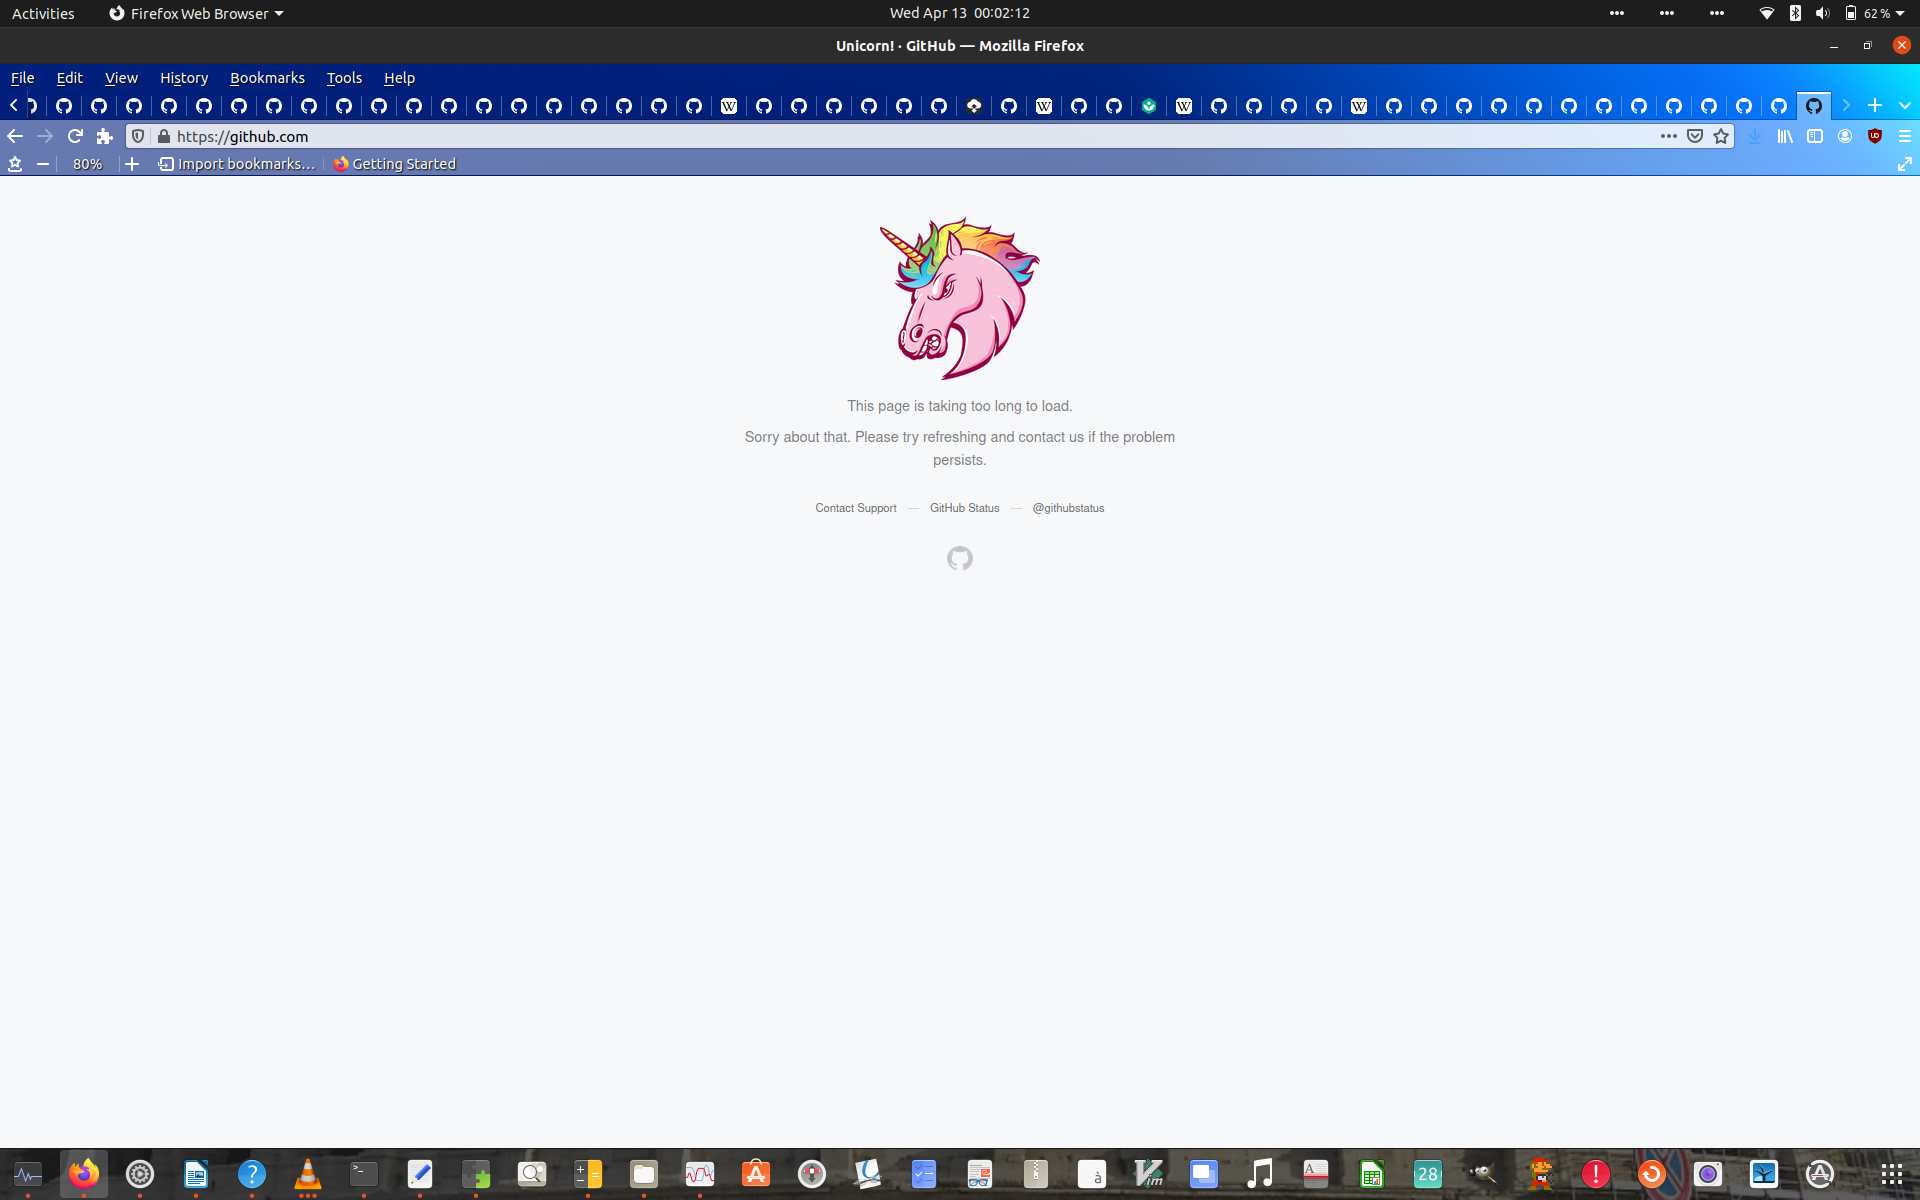 Activities
Firefox Web Browser
Wed Apr 13 00:02:12
62 %
Unicorn! · GitHub — Mozilla Firefox
File Edit View History Bookmarks Tools Help
https://github.com
80%
Import bookmarks...
Getting Started
This page is taking too long to load.
Sorry about that. Please try refreshing and contact us if the problem
persists.
Contact Support — GitHub Status — @githubstatus
28